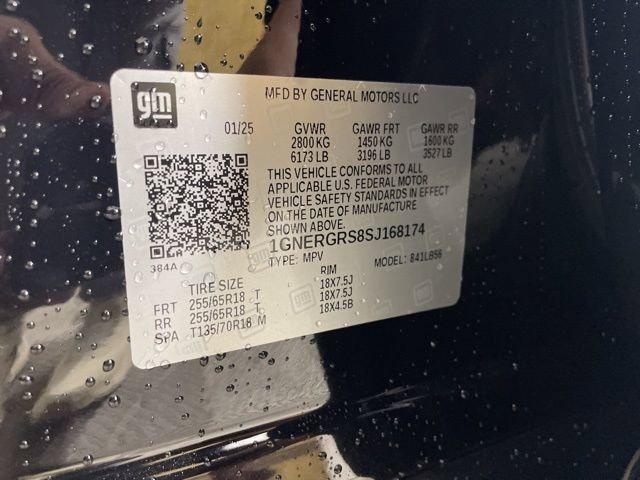 gm
MFD BY GENERAL MOTORS LLC
01/25 GVWR GAWR FRT GAWR RR
2800 KG 1450 KG 1600 KG
6173 LB 3196 LB 3527 LB
THIS VEHICLE CONFORMS TO ALL
APPLICABLE U.S. FEDERAL MOTOR
VEHICLE SAFETY STANDARDS IN EFFECT
ON THE DATE OF MANUFACTURE
SHOWN ABOVE.
1GNERGRS8SJ168174
384A TYPE: MPV MODEL: 841LB56
TIRE SIZE RIM
FRT 255/65R18 T 18X7.5J
RR 255/65R18 T 18X7.5J
SPA T135/70R18 M 18X4.5B